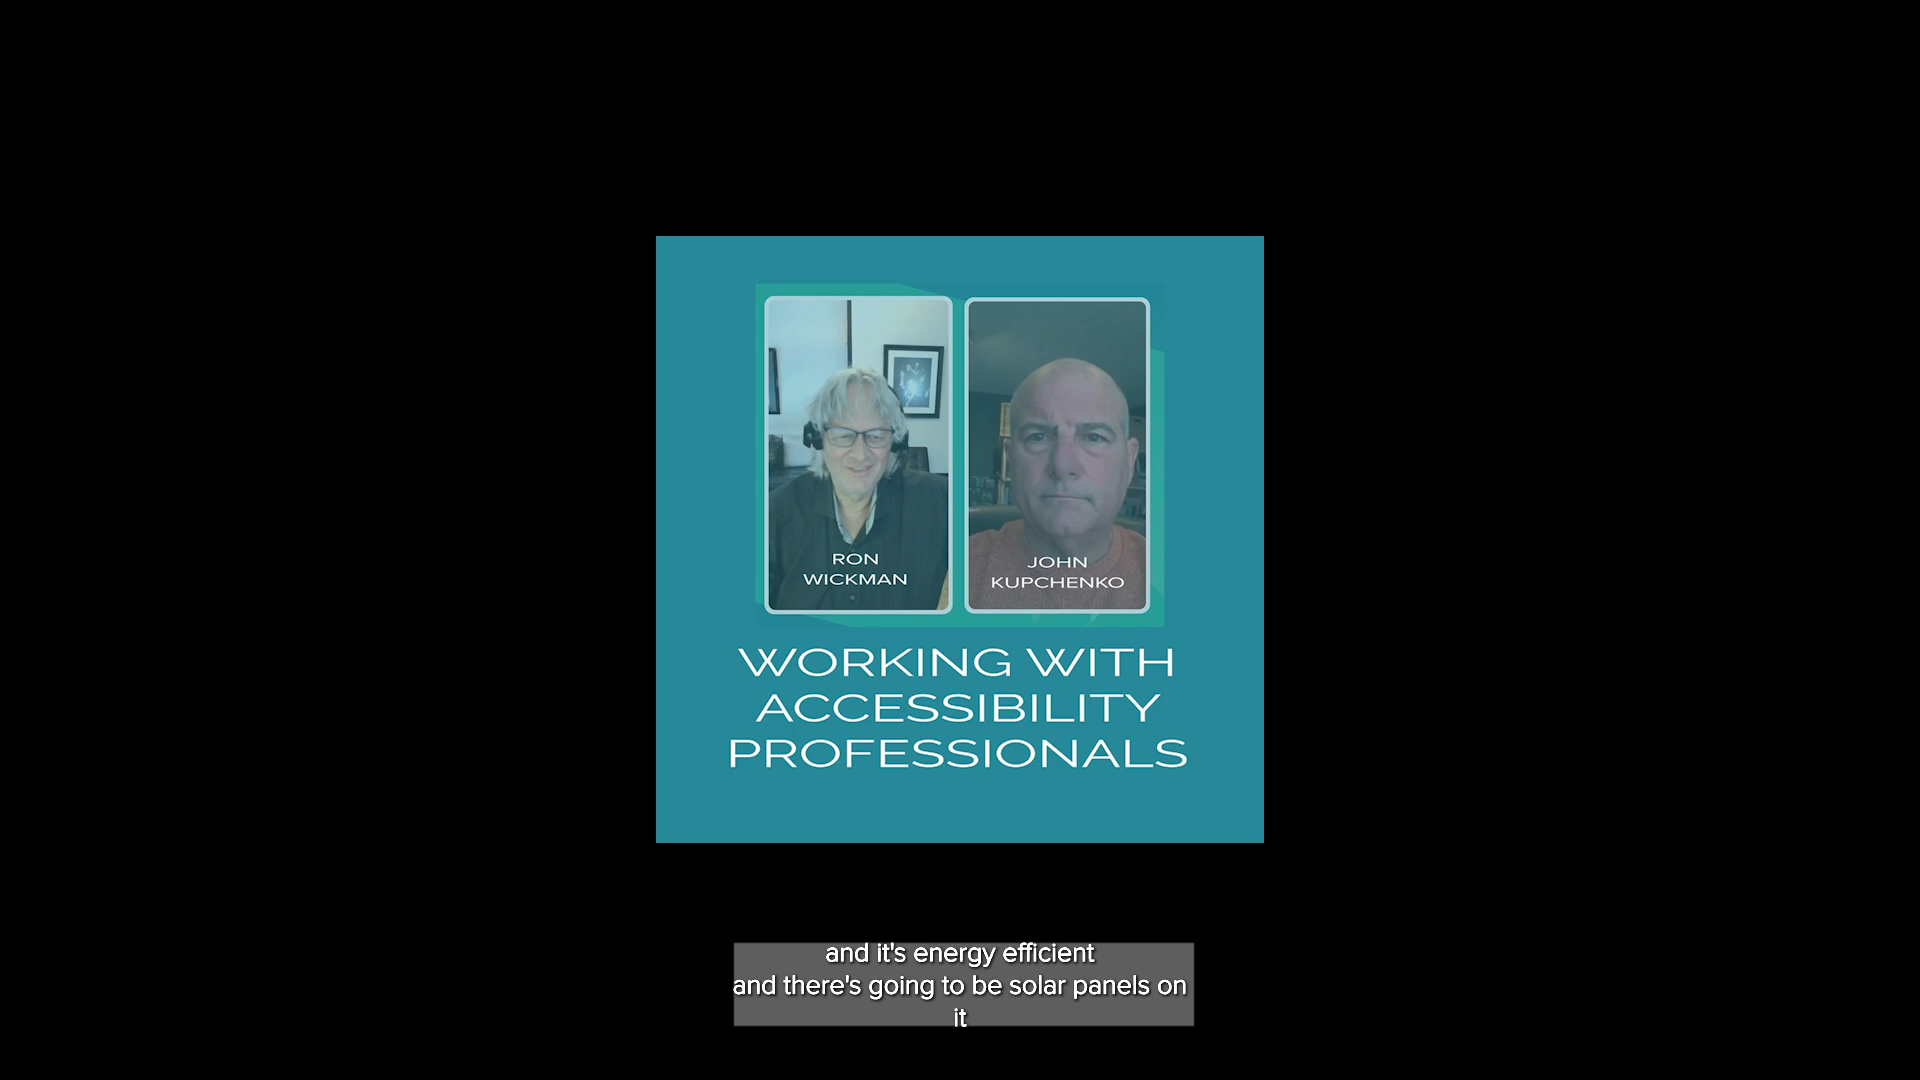 RON
WICKMAN
JOHN
KUPCHENKO
WORKING WITH
ACCESSIBILITY
PROFESSIONALS
and it's energy efficient
and there's going to be solar panels on
it